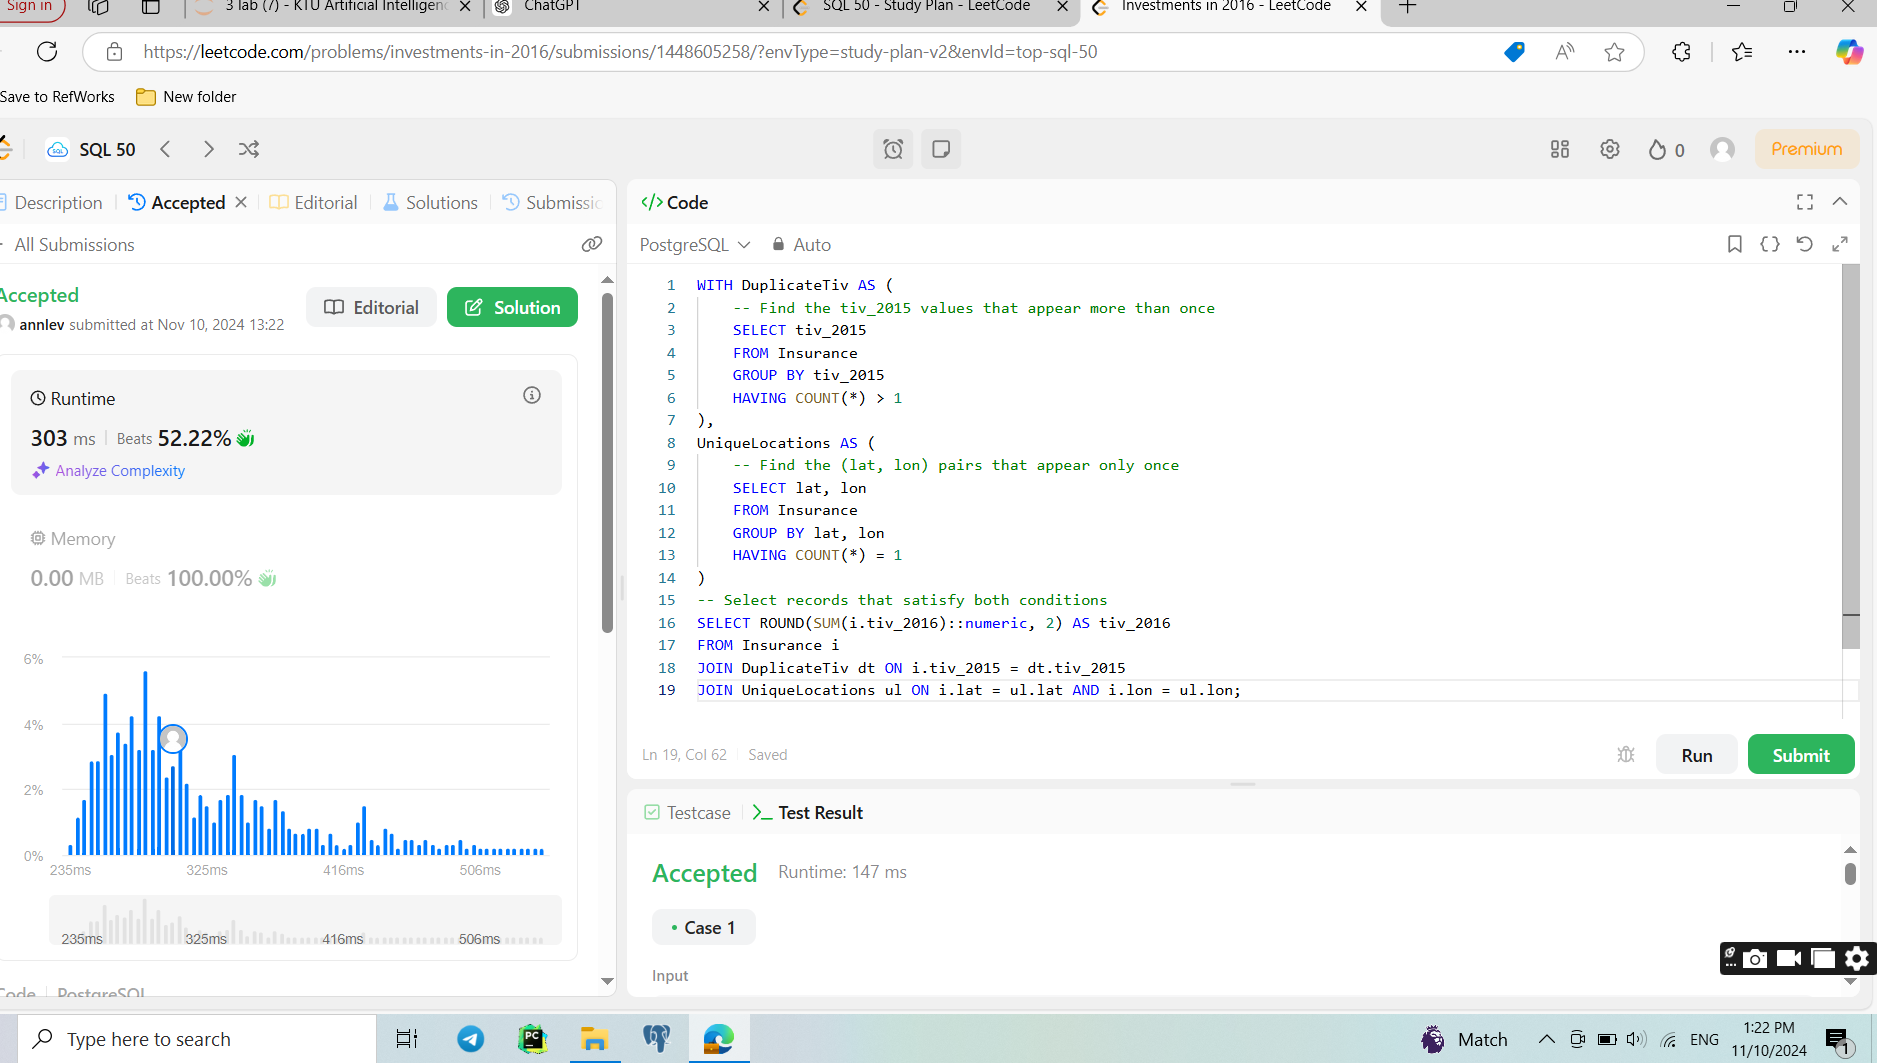 Sign in
3 lab (7) - KTU Artificial Intelligenc
ChatGPT
SQL 50 - Study Plan - LeetCode
Investments in 2016 - LeetCode
https://leetcode.com/problems/investments-in-2016/submissions/1448605258/?envType=study-plan-v2&envId=top-sql-50
Save to RefWorks
New folder
SQL 50
0
Premium
Description
Accepted
Editorial
Solutions
Submissio
All Submissions
Accepted
annlev submitted at Nov 10, 2024 13:22
Editorial
Solution
Runtime
303 ms
Beats 52.22%
Analyze Complexity
Memory
0.00 MB
Beats 100.00%
6%
4%
2%
0%
235ms
325ms
416ms
506ms
235ms
325ms
416ms
506ms
Code
PostgreSQL
</> Code
PostgreSQL
Auto
1 WITH DuplicateTiv AS (
2 -- Find the tiv_2015 values that appear more than once
3 SELECT tiv_2015
4 FROM Insurance
5 GROUP BY tiv_2015
6 HAVING COUNT(*) > 1
7 ),
8 UniqueLocations AS (
9 -- Find the (lat, lon) pairs that appear only once
10 SELECT lat, lon
11 FROM Insurance
12 GROUP BY lat, lon
13 HAVING COUNT(*) = 1
14 )
15 -- Select records that satisfy both conditions
16 SELECT ROUND(SUM(i.tiv_2016)::numeric, 2) AS tiv_2016
17 FROM Insurance i
18 JOIN DuplicateTiv dt ON i.tiv_2015 = dt.tiv_2015
19 JOIN UniqueLocations ul ON i.lat = ul.lat AND i.lon = ul.lon;
Ln 19, Col 62
Saved
Run
Submit
Testcase
Test Result
Accepted
Runtime: 147 ms
Case 1
Input
Type here to search
PC
Match
ENG
1:22 PM
11/10/2024
1